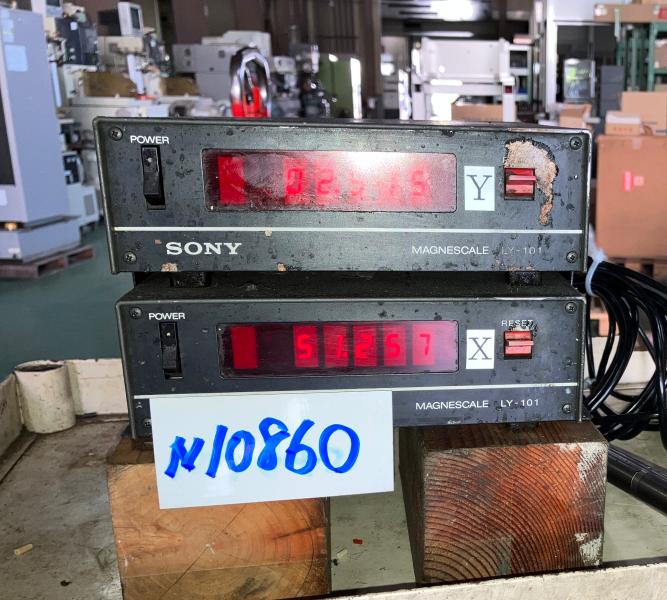 POWER
Y
SONY
MAGNESCALE LY-101
POWER
51.257
X
RESET
MAGNESCALE LY-101
N10860